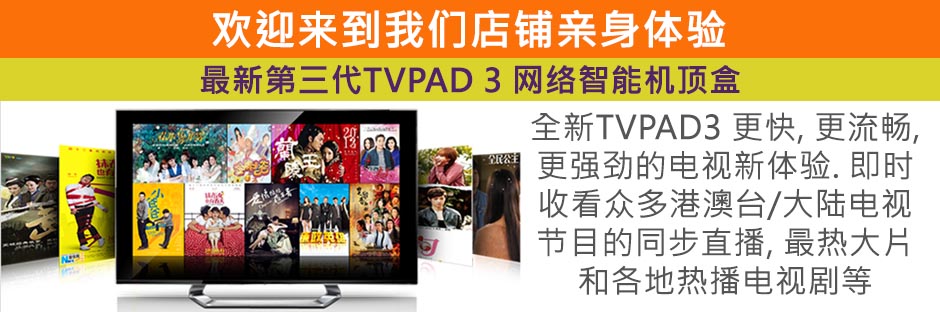 欢迎来到我们店铺亲身体验
最新第三代TVPAD 3 网络智能机顶盒
全新TVPAD3 更快, 更流畅,
更强劲的电视新体验. 即时
收看众多港澳台/大陆电视
节目的同步直播, 最热大片
和各地热播电视剧等
全民公主